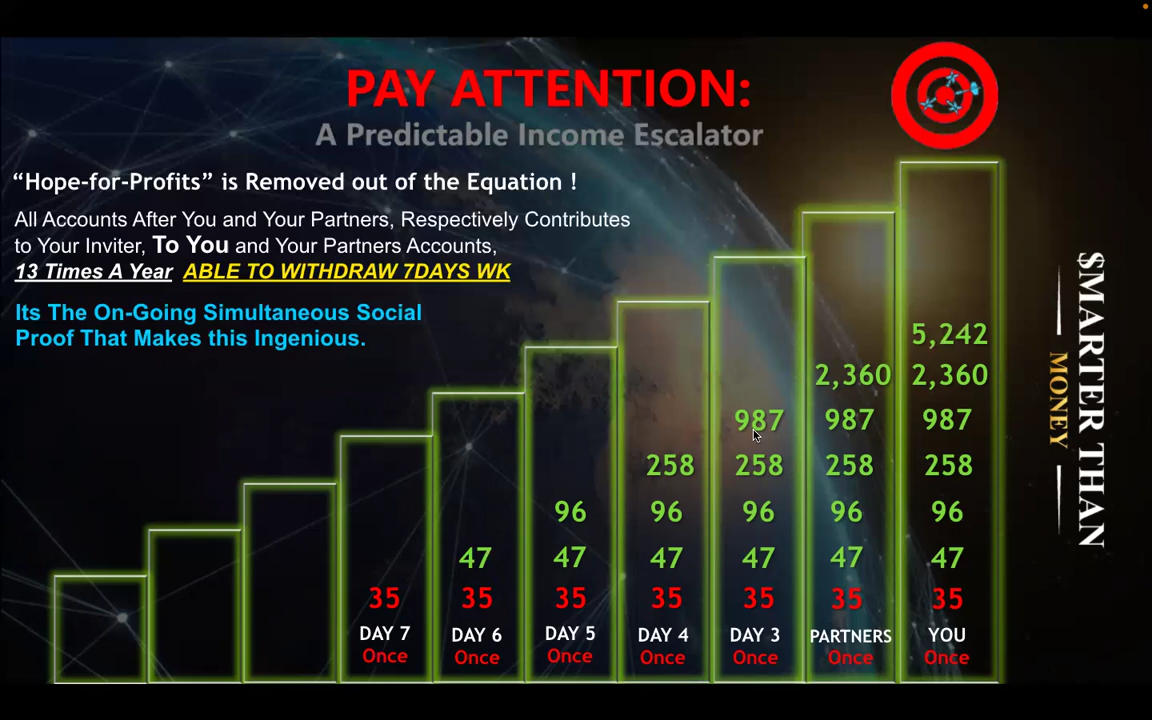 PAY ATTENTION:
A Predictable Income Escalator
“Hope-for-Profits” is Removed out of the Equation !
All Accounts After You and Your Partners, Respectively Contributes
to Your Inviter, To You and Your Partners Accounts,
13 Times A Year ABLE TO WITHDRAW 7DAYS WK
Its The On-Going Simultaneous Social
Proof That Makes this Ingenious.
5,242
2,360 2,360
987 987 987
258 258 258 258
96 96 96 96 96
47 47 47 47 47 47
35 35 35 35 35 35 35
DAY 7 DAY 6 DAY 5 DAY 4 DAY 3 PARTNERS YOU
Once Once Once Once Once Once Once
$MARTER THAN
MONEY